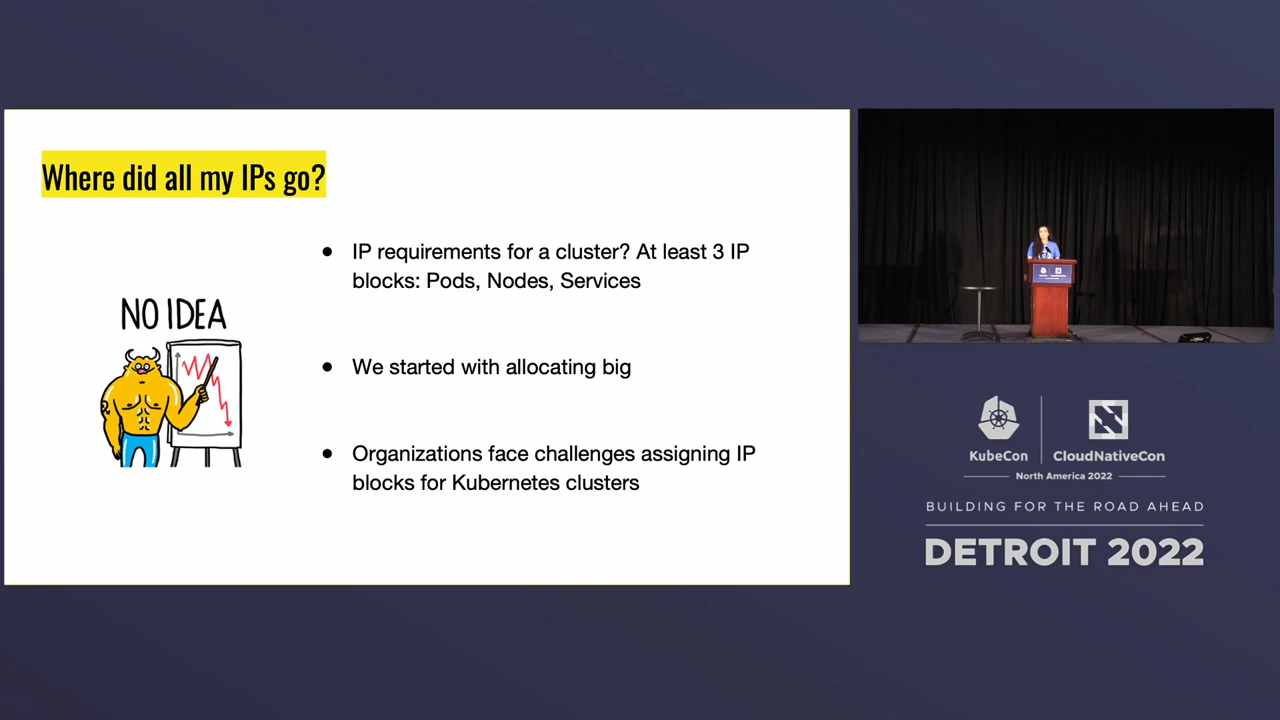 Where did all my IPs go?
NO IDEA
● IP requirements for a cluster? At least 3 IP
blocks: Pods, Nodes, Services
● We started with allocating big
● Organizations face challenges assigning IP
blocks for Kubernetes clusters
KubeCon
CloudNativeCon
North America 2022
BUILDING FOR THE ROAD AHEAD
DETROIT 2022